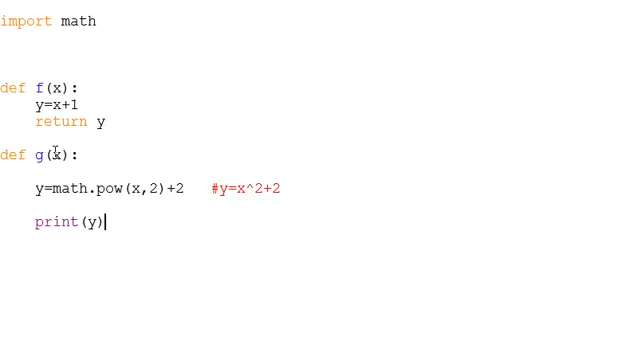 import math
def f(x):
y=x+1
return y
def g(x):
y=math.pow(x,2)+2 #y=x^2+2
print(y)